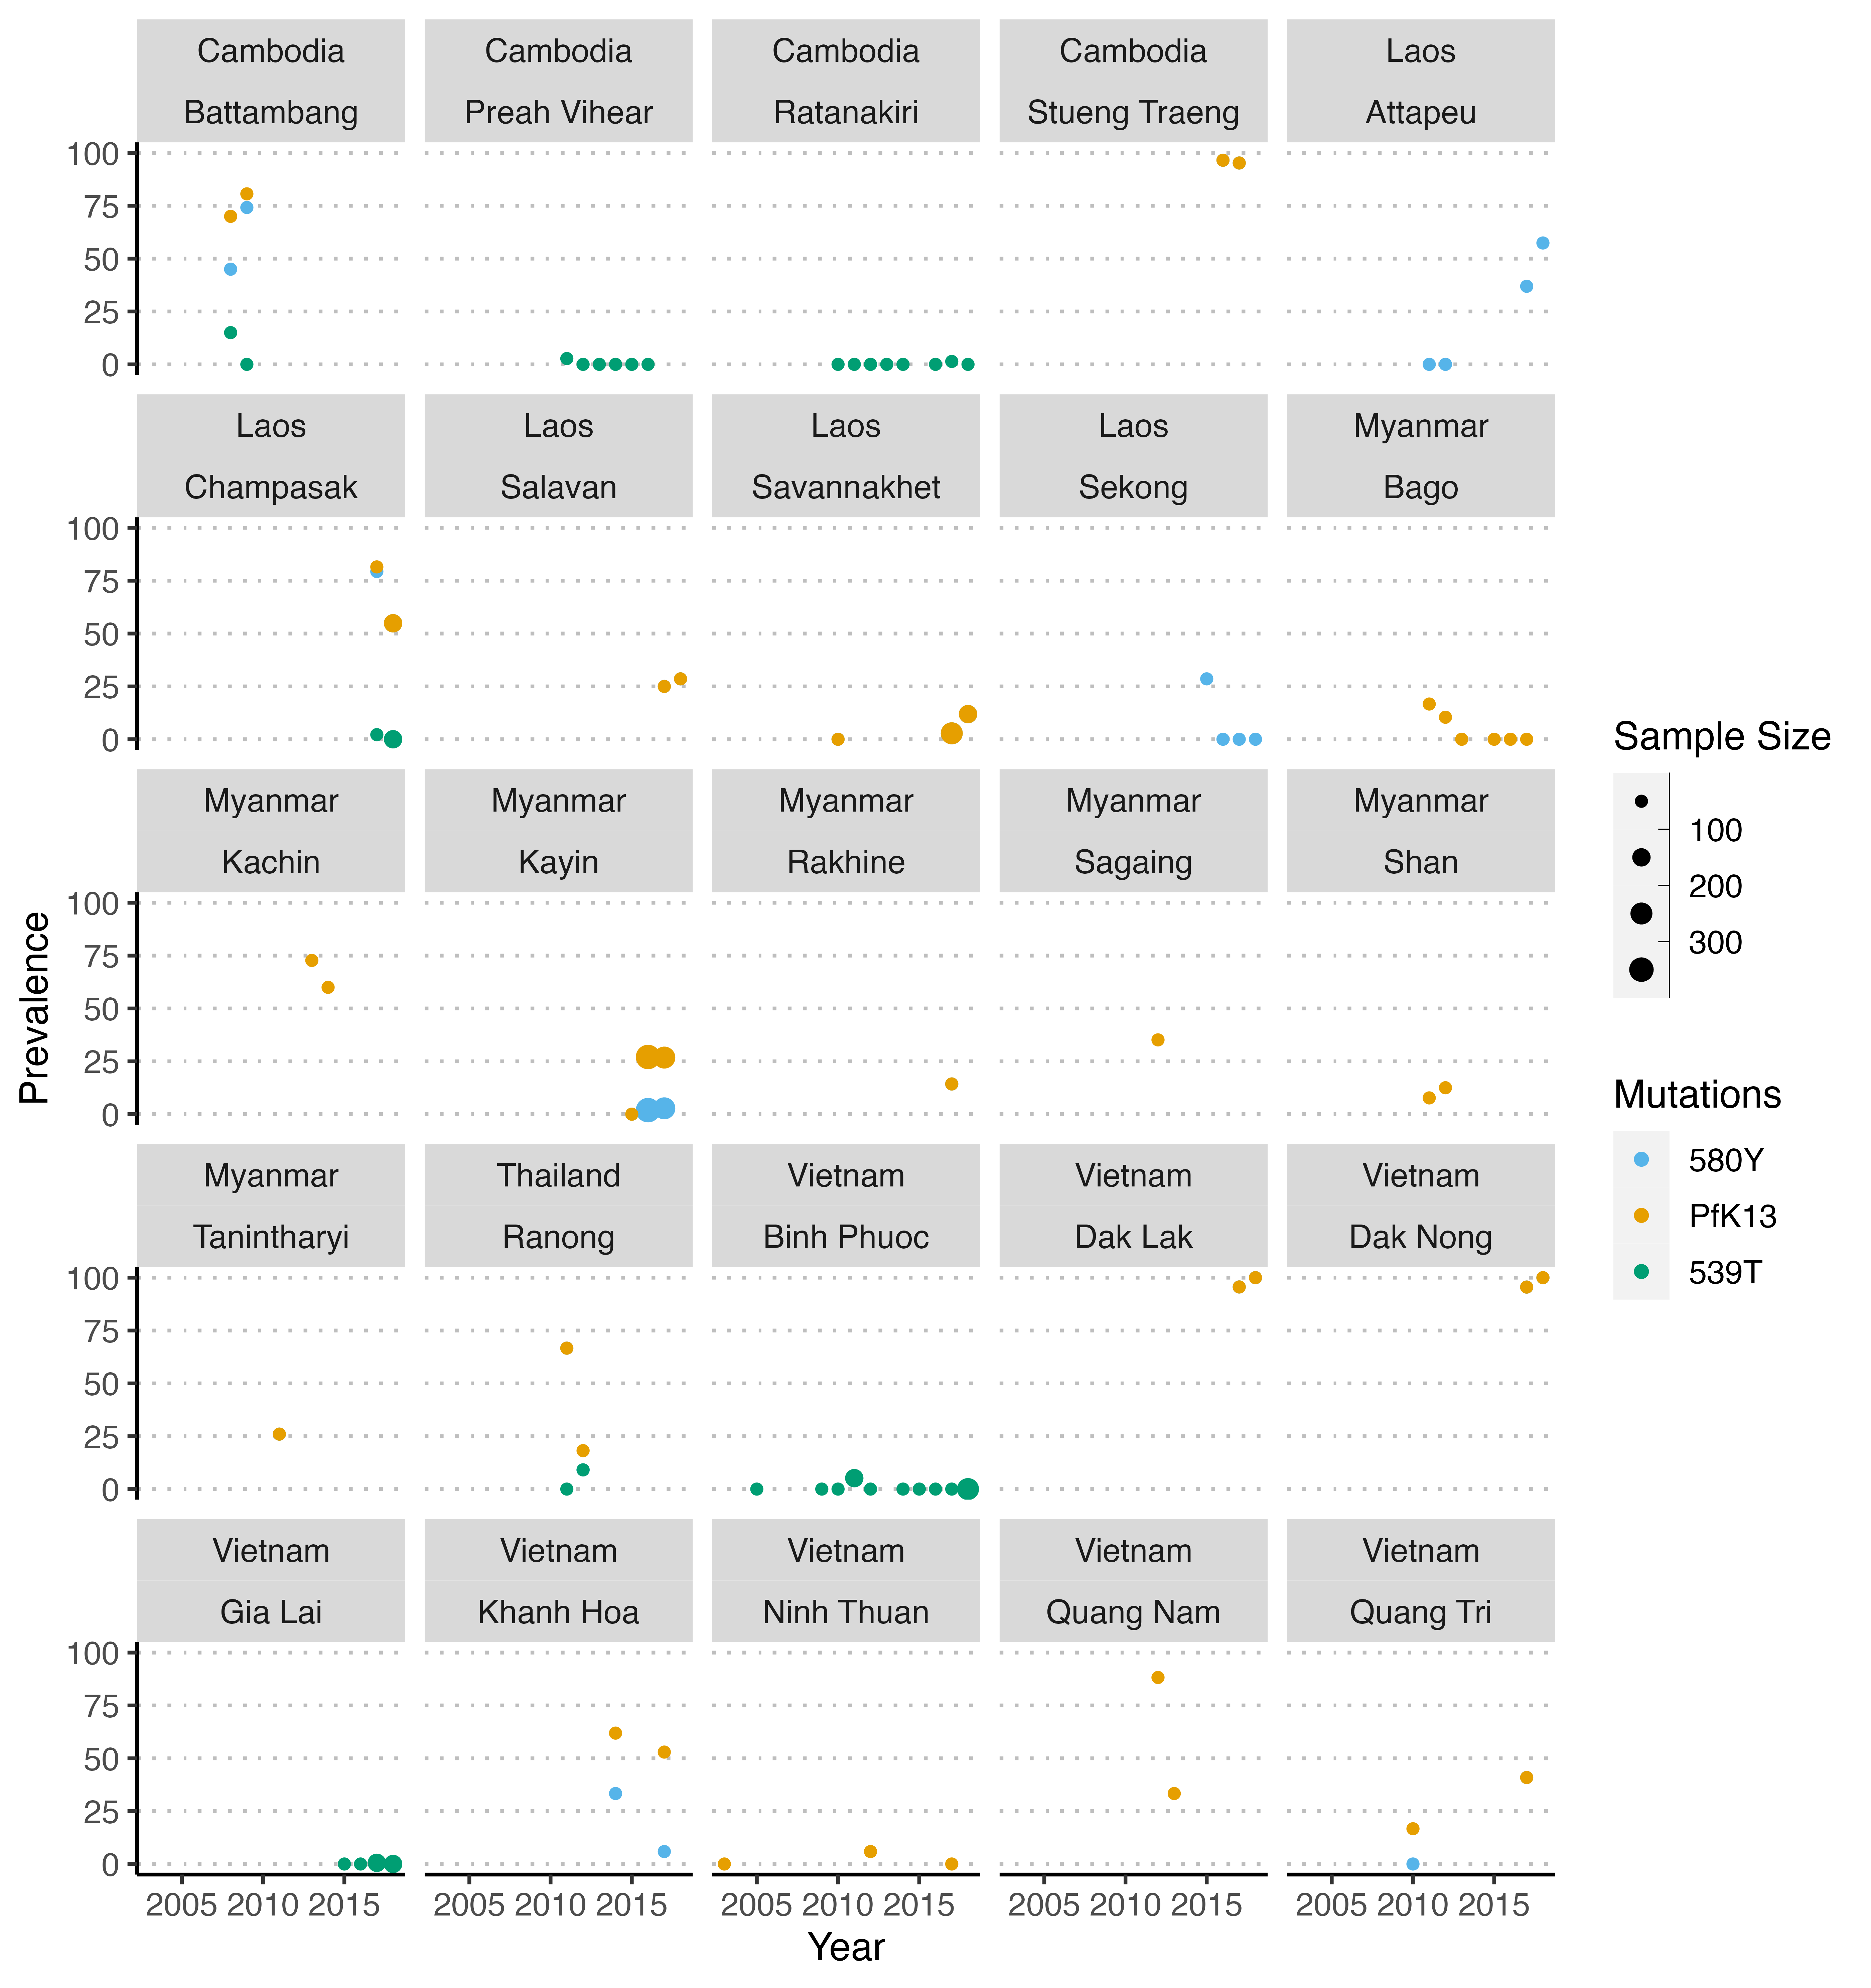 Cambodia Cambodia Cambodia Cambodia Laos
Battambang Preah Vihear Ratanakiri Stueng Traeng Attapeu
100
75
50
25
0
Laos Laos Laos Laos Myanmar
Champasak Salavan Savannakhet Sekong Bago
100
75
50
25
0
Myanmar Myanmar Myanmar Myanmar Myanmar
Kachin Kayin Rakhine Sagaing Shan
100
75
50
25
0
Myanmar Thailand Vietnam Vietnam Vietnam
Tanintharyi Ranong Binh Phuoc Dak Lak Dak Nong
100
75
50
25
0
Vietnam Vietnam Vietnam Vietnam Vietnam
Gia Lai Khanh Hoa Ninh Thuan Quang Nam Quang Tri
100
75
50
25
0
2005 2010 2015 2005 2010 2015 2005 2010 2015 2005 2010 2015 2005 2010 2015
Year
Prevalence
Sample Size
100
200
300
Mutations
580Y
PfK13
539T